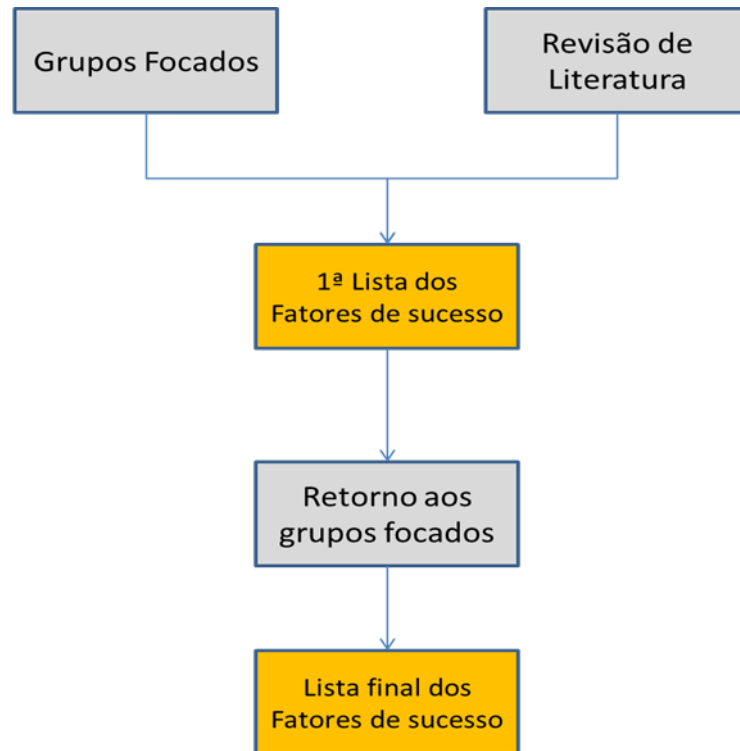 Grupos Focados
Revisão de
Literatura
1ª Lista dos
Fatores de sucesso
Retorno aos
grupos focados
Lista final dos
Fatores de sucesso